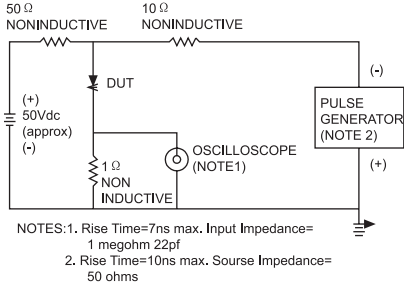 50 Ω
NONINDUCTIVE
10 Ω
NONINDUCTIVE
DUT
(+)
50Vdc
(approx)
(-)
(-)
PULSE
GENERATOR
(NOTE 2)
(+)
OSCILLOSCOPE
(NOTE1)
1 Ω
NON
INDUCTIVE
NOTES:1. Rise Time=7ns max. Input Impedance=
1 megohm 22pf
2. Rise Time=10ns max. Sourse Impedance=
50 ohms